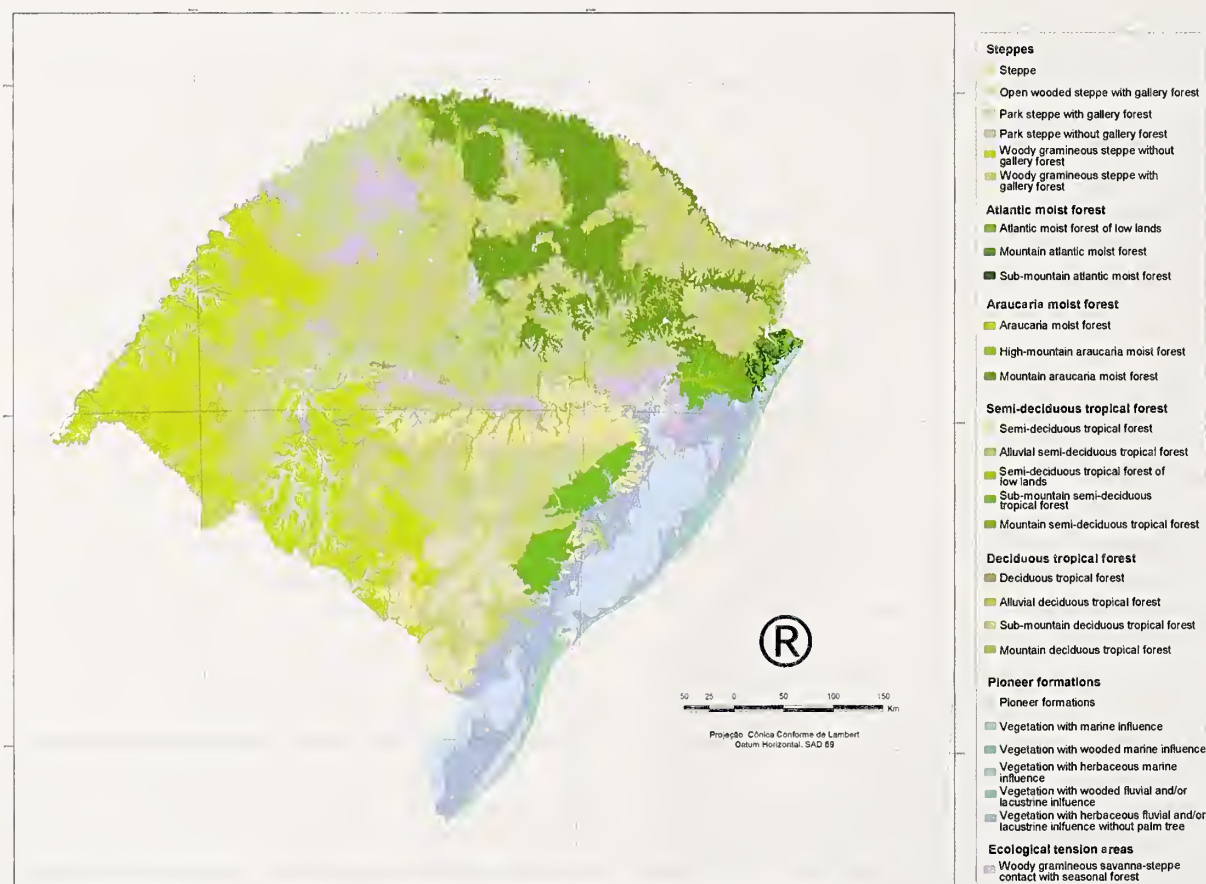 Steppes
Steppe
Open wooded steppe with gallery forest
Park steppe with gallery forest
Park steppe without gallery forest
Woody gramineous steppe without
gallery forest
Woody gramineous steppe with
gallery forest
Atlantic moist forest
Atlantic moist forest of low lands
Mountain atlantic moist forest
Sub-mountain atlantic moist forest
Araucaria moist forest
Araucaria moist forest
High-mountain araucaria moist forest
Mountain araucaria moist forest
Semi-deciduous tropical forest
Semi-deciduous tropical forest
Alluvial semi-deciduous tropical forest
Semi-deciduous tropical forest of
low lands
Sub-mountain semi-deciduous
tropical forest
Mountain semi-deciduous tropical forest
Deciduous tropical forest
Deciduous tropical forest
Alluvial deciduous tropical forest
Sub-mountain deciduous tropical forest
Mountain deciduous tropical forest
Pioneer formations
Pioneer formations
Vegetation with marine influence
Vegetation with wooded marine influence
Vegetation with herbaceous marine
influence
Vegetation with wooded fluvial and/or
lacustrine influence
Vegetation with herbaceous fluvial and/or
lacustrine influence without palm tree
Ecological tension areas
Woody gramineous savanna-steppe
contact with seasonal forest
®
50 25 0 50 100 150
Km
Projeção Cônica Conforme de Lambert
Datum Horizontal. SAD 69